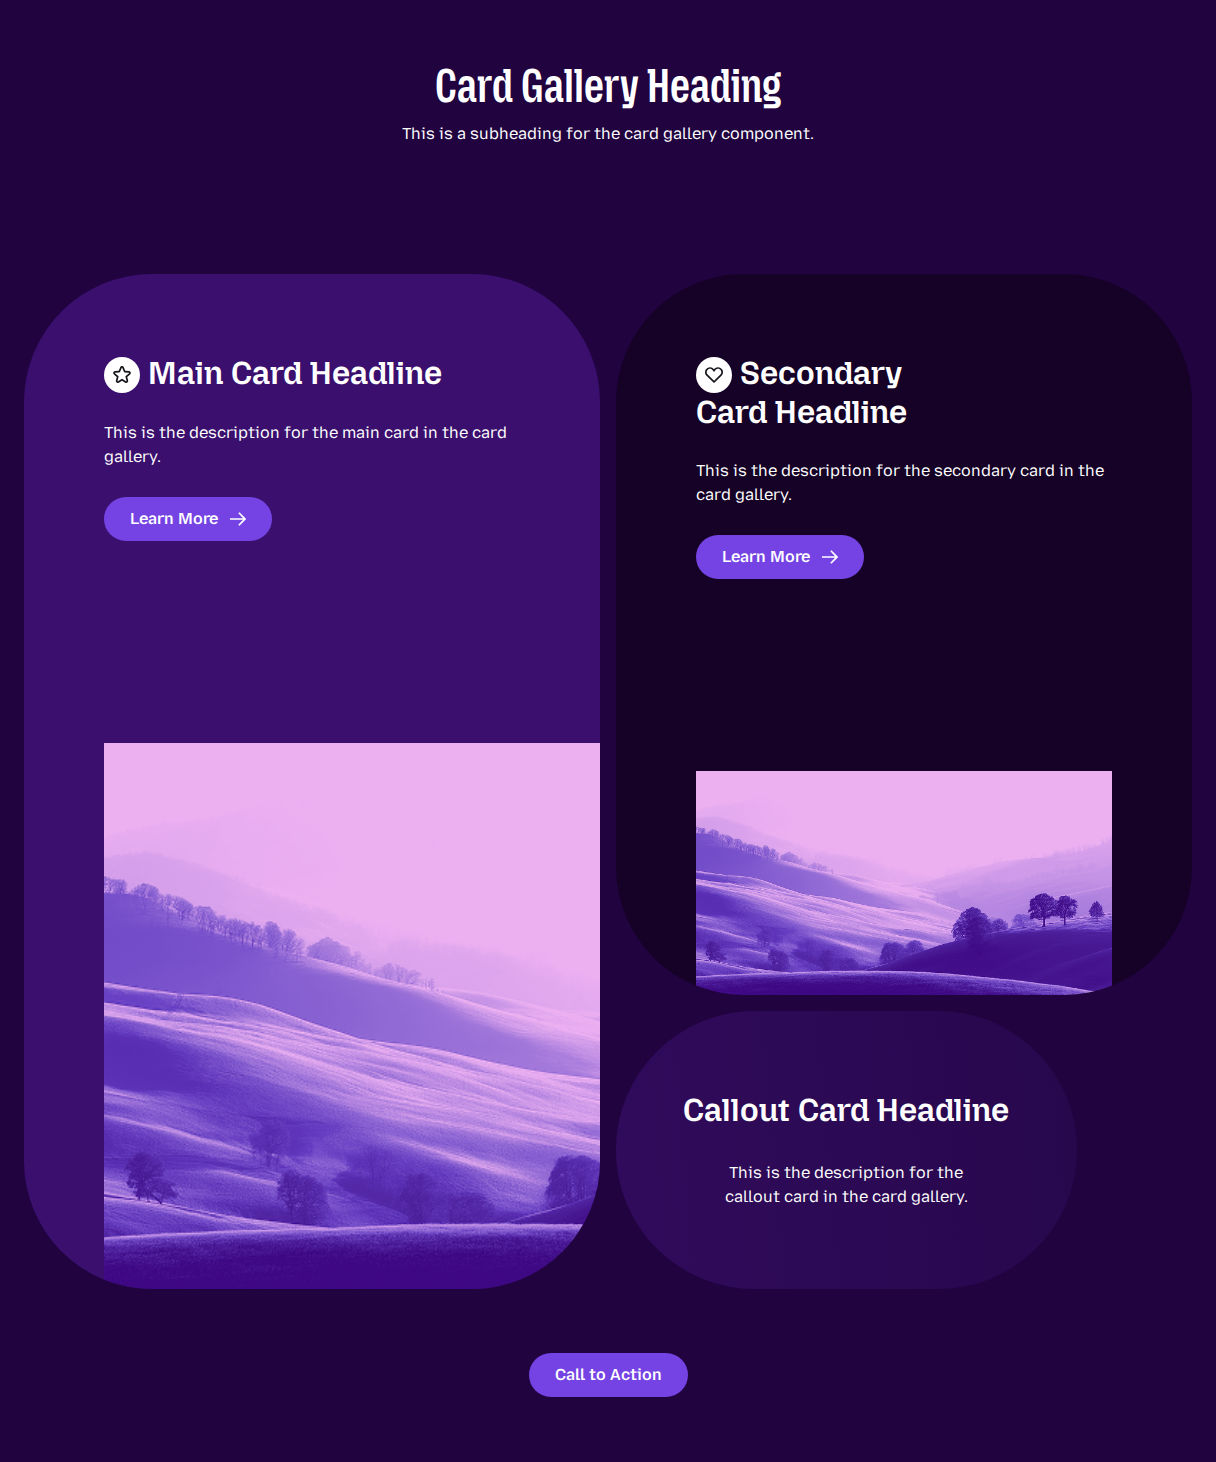 Card Gallery Heading
This is a subheading for the card gallery component.
Main Card Headline
This is the description for the main card in the card
gallery.
Learn More
Secondary
Card Headline
This is the description for the secondary card in the
card gallery.
Learn More
Callout Card Headline
This is the description for the
callout card in the card gallery.
Call to Action